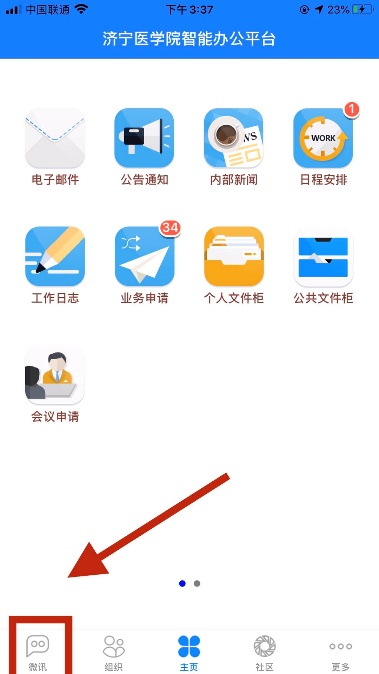 中国联通 下午3:37 23%
济宁医学院智能办公平台
WORK 1
NEWS
电子邮件 公告通知 内部新闻 日程安排
34
工作日志 业务申请 个人文件柜 公共文件柜
会议申请
微讯 组织 主页 社区 更多